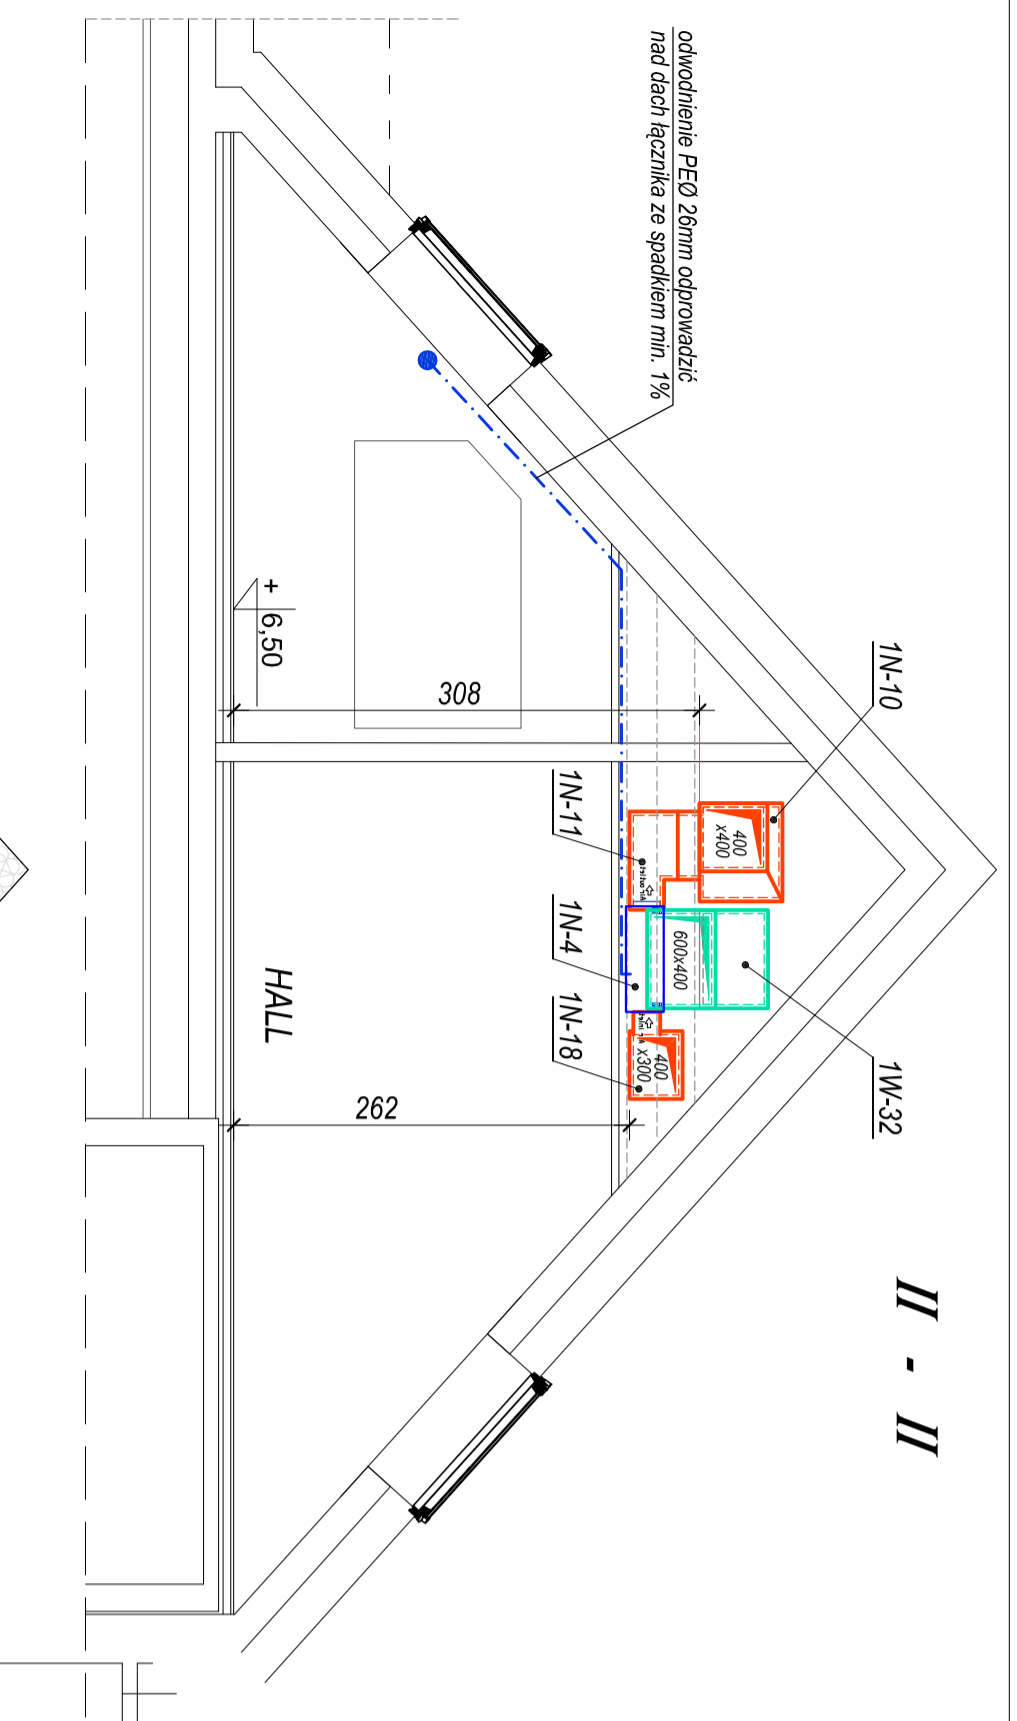 II - II
1N-10
1W-32
odwodnienie PEØ 26mm odprowadzić
nad dach łącznika ze spadkiem min. 1%
400
x400
600x400
400
x300
1N-11
1N-4
1N-18
308
262
+ 6,50
HALL